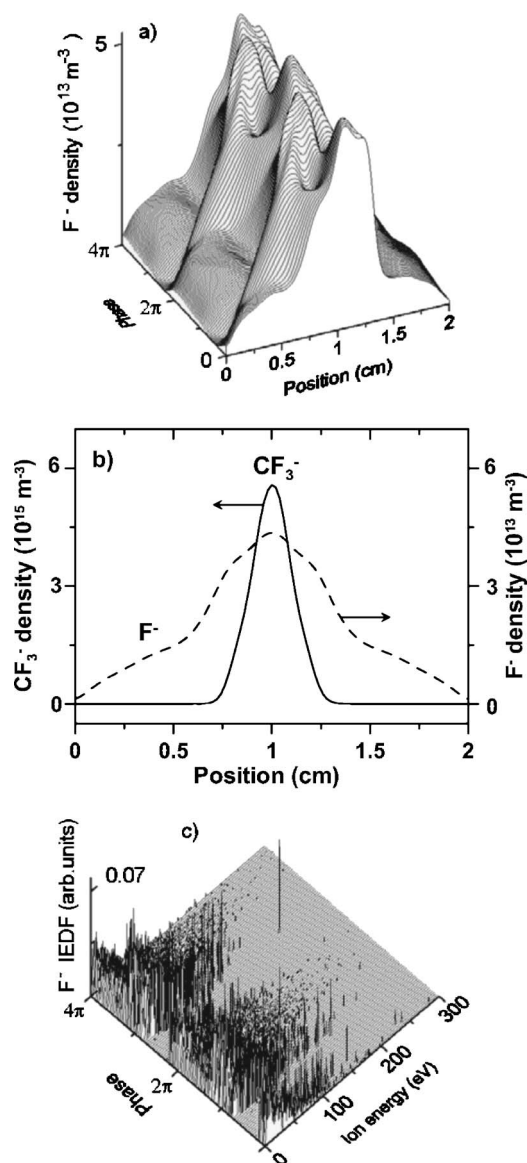 a)
F⁻ density (10¹³ m⁻³)
5
4π
2π
0
Phase
0
0.5
1
1.5
2
Position (cm)
b)
CF₃⁻
F⁻
CF₃⁻ density (10¹⁵ m⁻³)
6
3
0
F⁻ density (10¹³ m⁻³)
6
3
0
0
0.5
1
1.5
2
Position (cm)
c)
F⁻ IEDF (arb.units)
0.07
4π
2π
0
Phase
100
200
300
Ion energy (eV)